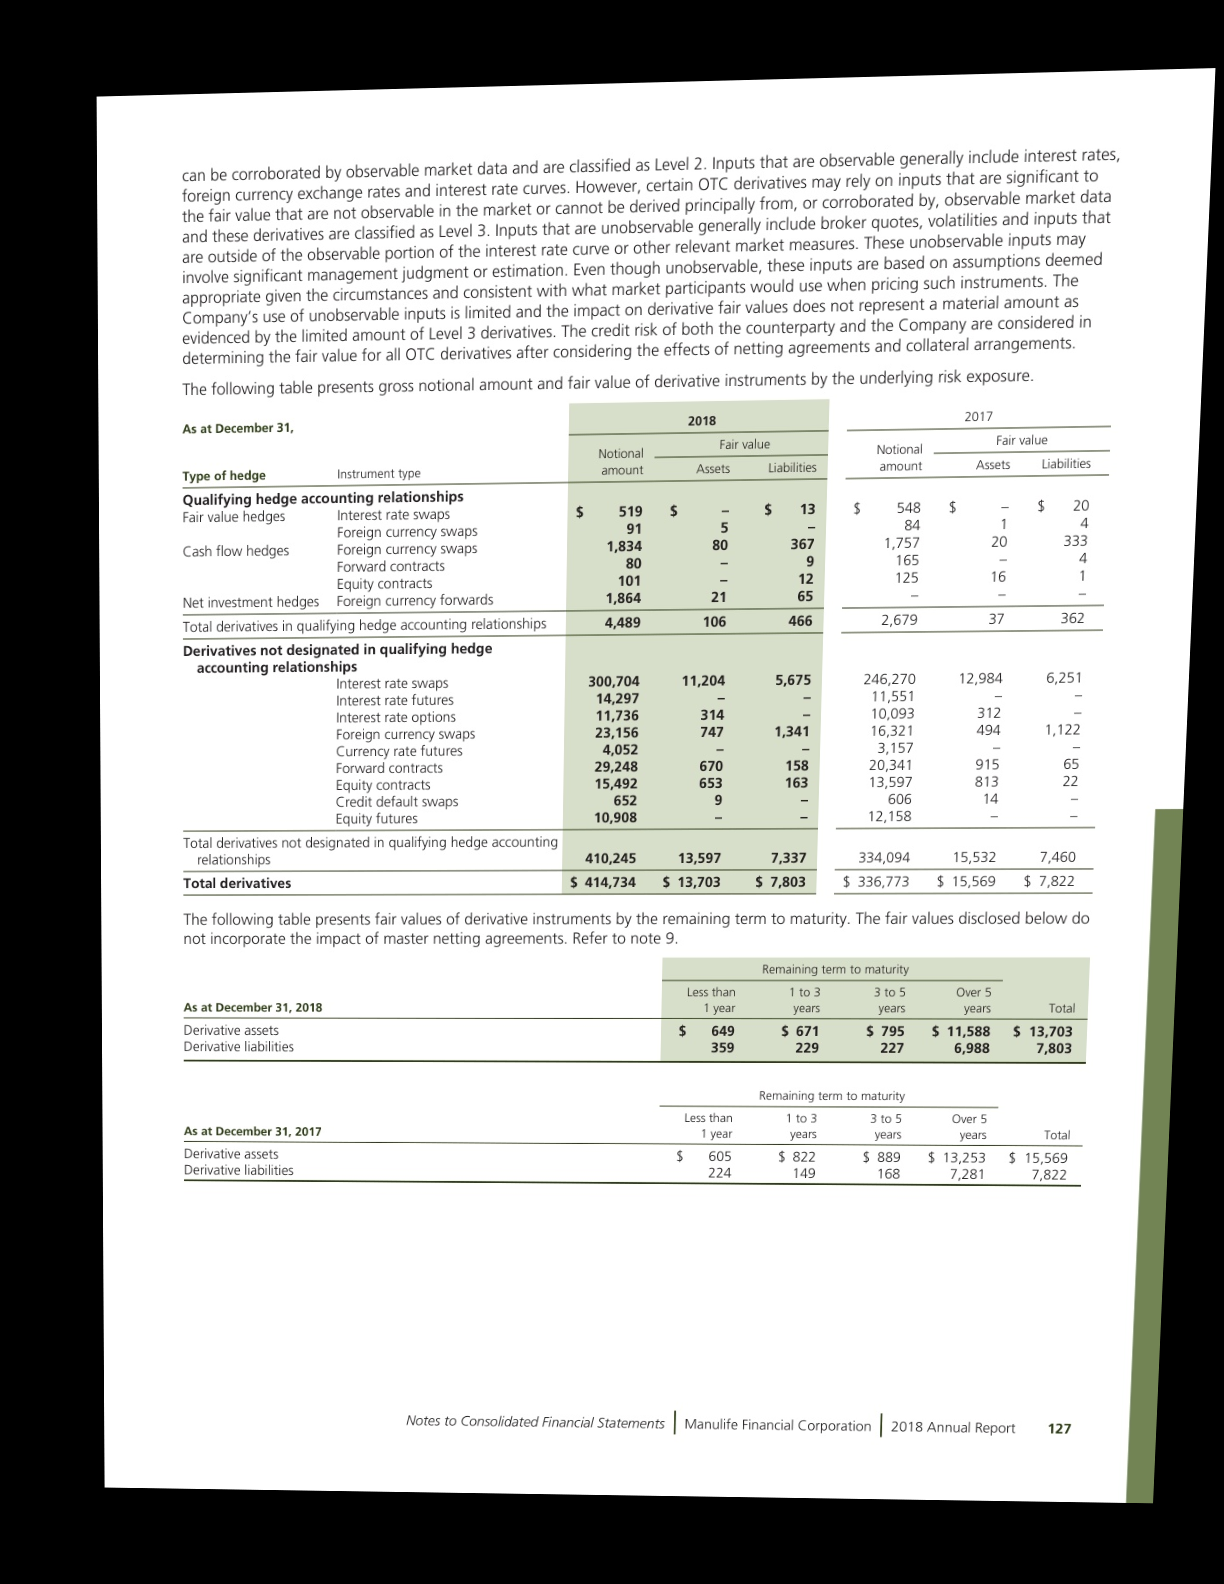 can be corroborated by observable market data and are classified as Level 2. Inputs that are observable generally include interest rates,
foreign currency exchange rates and interest rate curves. However, certain OTC derivatives may rely on inputs that are significant to
the fair value that are not observable in the market or cannot be derived principally from, or corroborated by, observable market data
and these derivatives are classified as Level 3. Inputs that are unobservable generally include broker quotes, volatilities and inputs that
are outside of the observable portion of the interest rate curve or other relevant market measures. These unobservable inputs may
involve significant management judgment or estimation. Even though unobservable, these inputs are based on assumptions deemed
appropriate given the circumstances and consistent with what market participants would use when pricing such instruments. The
Company's use of unobservable inputs is limited and the impact on derivative fair values does not represent a material amount as
evidenced by the limited amount of Level 3 derivatives. The credit risk of both the counterparty and the Company are considered in
determining the fair value for all OTC derivatives after considering the effects of netting agreements and collateral arrangements.
The following table presents gross notional amount and fair value of derivative instruments by the underlying risk exposure.
As at December 31, 2018 2017
Notional Fair value Notional Fair value
Type of hedge Instrument type amount Assets Liabilities amount Assets Liabilities
Qualifying hedge accounting relationships
Fair value hedges Interest rate swaps $ 519 $ – $ 13 $ 548 $ – $ 20
Foreign currency swaps 91 5 – 84 1 4
Cash flow hedges Foreign currency swaps 1,834 80 367 1,757 20 333
Forward contracts 80 – 9 165 – 4
Equity contracts 101 – 12 125 16 1
Net investment hedges Foreign currency forwards 1,864 21 65 – – –
Total derivatives in qualifying hedge accounting relationships 4,489 106 466 2,679 37 362
Derivatives not designated in qualifying hedge
accounting relationships
Interest rate swaps 300,704 11,204 5,675 246,270 12,984 6,251
Interest rate futures 14,297 – – 11,551 – –
Interest rate options 11,736 314 – 10,093 312 –
Foreign currency swaps 23,156 747 1,341 16,321 494 1,122
Currency rate futures 4,052 – – 3,157 – –
Forward contracts 29,248 670 158 20,341 915 65
Equity contracts 15,492 653 163 13,597 813 22
Credit default swaps 652 9 – 606 14 –
Equity futures 10,908 – – 12,158 – –
Total derivatives not designated in qualifying hedge accounting
relationships 410,245 13,597 7,337 334,094 15,532 7,460
Total derivatives $ 414,734 $ 13,703 $ 7,803 $ 336,773 $ 15,569 $ 7,822
The following table presents fair values of derivative instruments by the remaining term to maturity. The fair values disclosed below do
not incorporate the impact of master netting agreements. Refer to note 9.
Remaining term to maturity
Less than 1 to 3 3 to 5 Over 5
As at December 31, 2018 1 year years years years Total
Derivative assets $ 649 $ 671 $ 795 $ 11,588 $ 13,703
Derivative liabilities 359 229 227 6,988 7,803
Remaining term to maturity
Less than 1 to 3 3 to 5 Over 5
As at December 31, 2017 1 year years years years Total
Derivative assets $ 605 $ 822 $ 889 $ 13,253 $ 15,569
Derivative liabilities 224 149 168 7,281 7,822
Notes to Consolidated Financial Statements | Manulife Financial Corporation | 2018 Annual Report 127